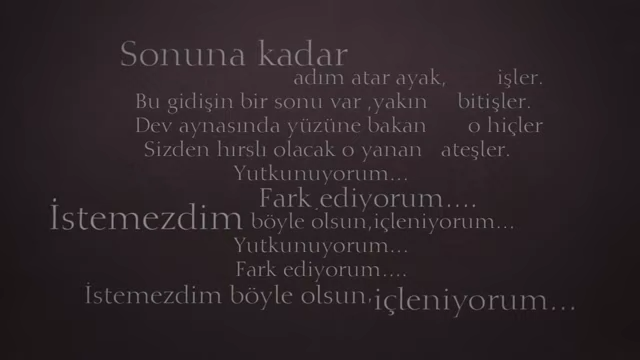 Sonuna kadar
adım atar ayak, işler.
Bu gidişin bir sonu var ,yakın bitişler.
Dev aynasında yüzüne bakan o hiçler
Sizden hırslı olacak o yanan ateşler.
Yutkunuyorum...
Fark ediyorum....
İstemezdim böyle olsun,içleniyorum...
Yutkunuyorum...
Fark ediyorum....
İstemezdim böyle olsun,içleniyorum...